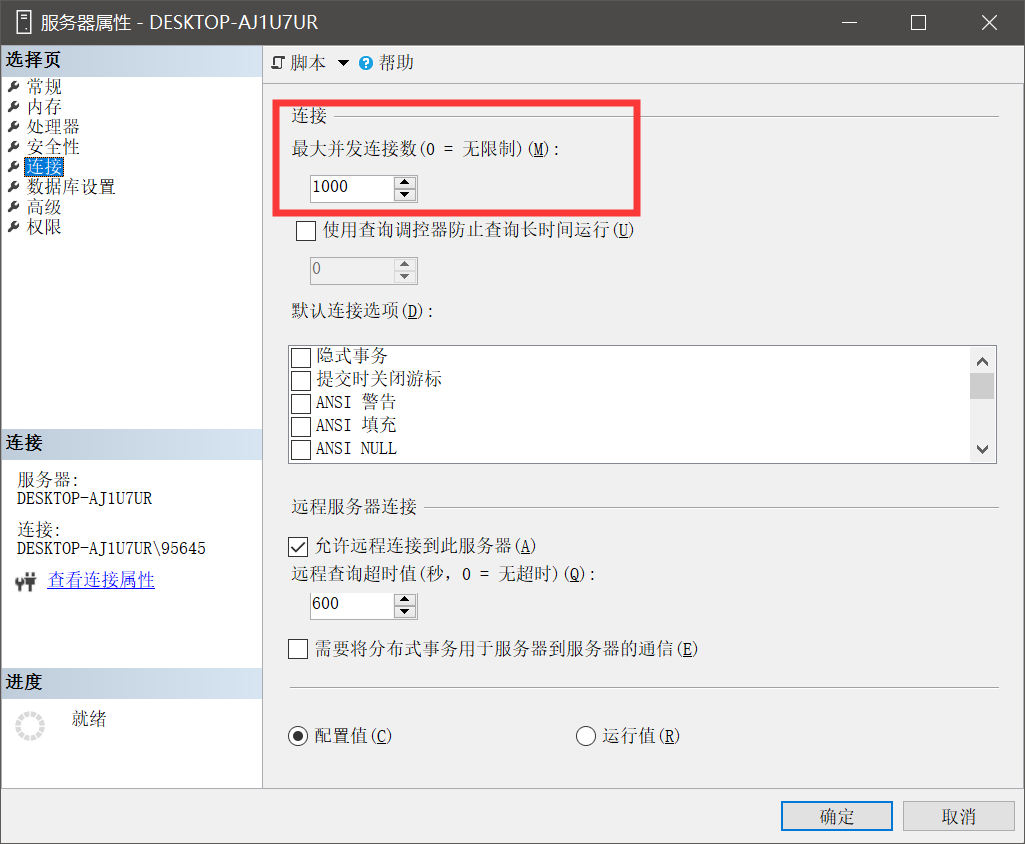 服务器属性 - DESKTOP-AJ1U7UR
选择页
常规
内存
处理器
安全性
连接
数据库设置
高级
权限
连接
服务器:
DESKTOP-AJ1U7UR
连接:
DESKTOP-AJ1U7UR\95645
查看连接属性
进度
就绪
脚本 ? 帮助
连接
最大并发连接数(0 = 无限制)(M):
1000
使用查询调控器防止查询长时间运行(U)
0
默认连接选项(D):
隐式事务
提交时关闭游标
ANSI 警告
ANSI 填充
ANSI NULL
远程服务器连接
允许远程连接到此服务器(A)
远程查询超时值(秒，0 = 无超时)(Q):
600
需要将分布式事务用于服务器到服务器的通信(E)
配置值(C) 运行值(R)
确定 取消